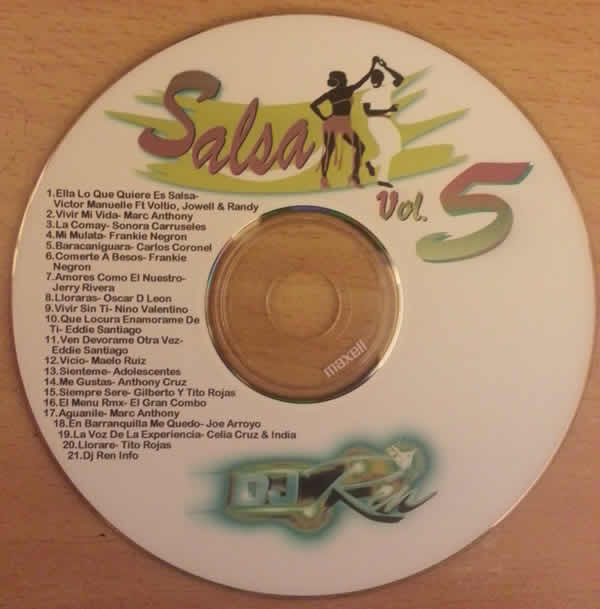 Salsa
Vol. 5
1.Ella Lo Que Quiere Es Salsa-
Victor Manuelle Ft Voltio, Jowell & Randy
2.Vivir Mi Vida- Marc Anthony
3.La Comay- Sonora Carruseles
4.Mi Mulata- Frankie Negron
5.Baracaniguara- Carlos Coronel
6.Comerte A Besos- Frankie
Negron
7.Amores Como El Nuestro-
Jerry Rivera
8.Lloraras- Oscar D Leon
9.Vivir Sin Ti- Nino Valentino
10.Que Locura Enamorame De
Ti- Eddie Santiago
11.Ven Devorame Otra Vez-
Eddie Santiago
12.Vicio- Maelo Ruiz
13.Sienteme- Adolescentes
14.Me Gustas- Anthony Cruz
15.Siempre Sere- Gilberto Y Tito Rojas
16.El Menu Rmx- El Gran Combo
17.Aguanile- Marc Anthony
18.En Barranquilla Me Quedo- Joe Arroyo
19.La Voz De La Experiencia- Celia Cruz & India
20.Llorare- Tito Rojas
21.Dj Ren Info
maxell
DJ Ren